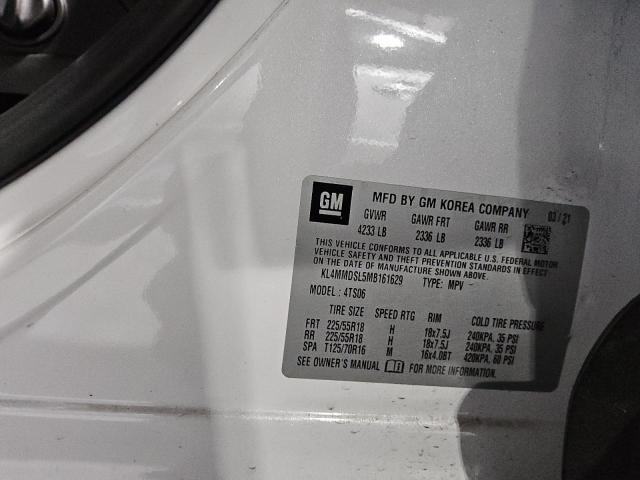 GM
MFD BY GM KOREA COMPANY 03/21
GVWR GAWR FRT GAWR RR
4233 LB 2336 LB 2336 LB
THIS VEHICLE CONFORMS TO ALL APPLICABLE U.S. FEDERAL MOTOR
VEHICLE SAFETY AND THEFT PREVENTION STANDARDS IN EFFECT
ON THE DATE OF MANUFACTURE SHOWN ABOVE.
KL4MMDSL5MB161629 TYPE: MPV
MODEL: 4TS06
TIRE SIZE SPEED RTG RIM COLD TIRE PRESSURE
FRT 225/55R18 H 18x7.5J 240KPA, 35 PSI
RR 225/55R18 H 18x7.5J 240KPA, 35 PSI
SPA T125/70R16 M 16x4.0BT 420KPA, 60 PSI
SEE OWNER'S MANUAL FOR MORE INFORMATION.